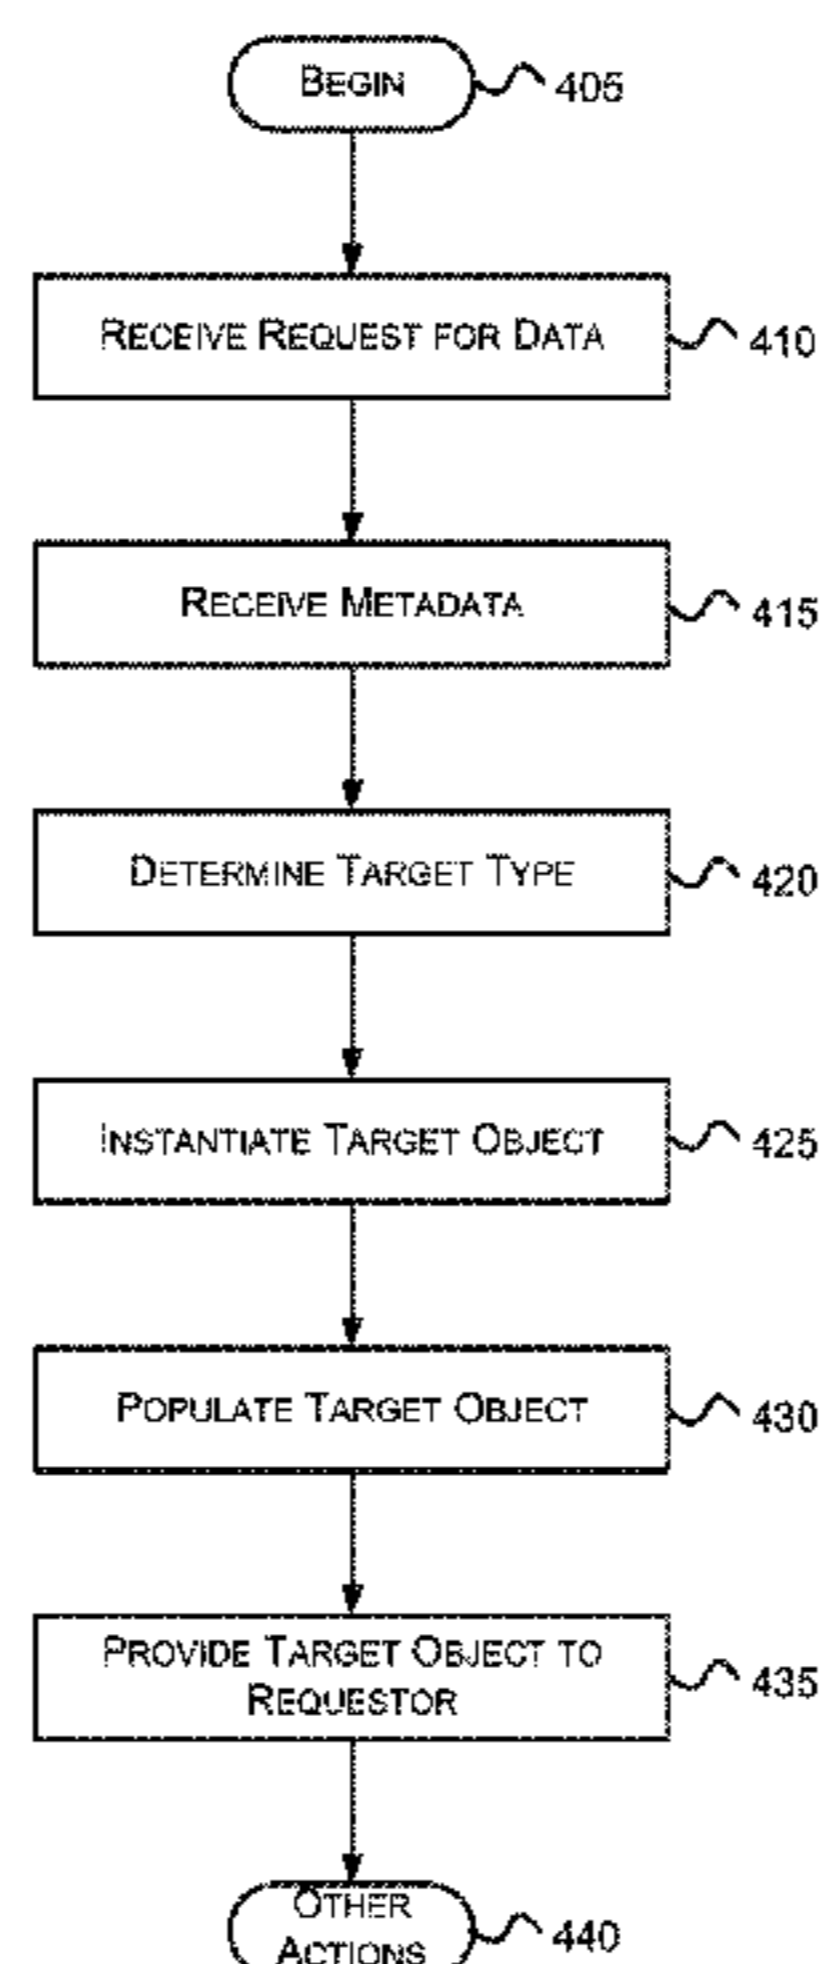 BEGIN
405
RECEIVE REQUEST FOR DATA
410
RECEIVE METADATA
415
DETERMINE TARGET TYPE
420
INSTANTIATE TARGET OBJECT
425
POPULATE TARGET OBJECT
430
PROVIDE TARGET OBJECT TO
REQUESTOR
435
OTHER
ACTIONS
440